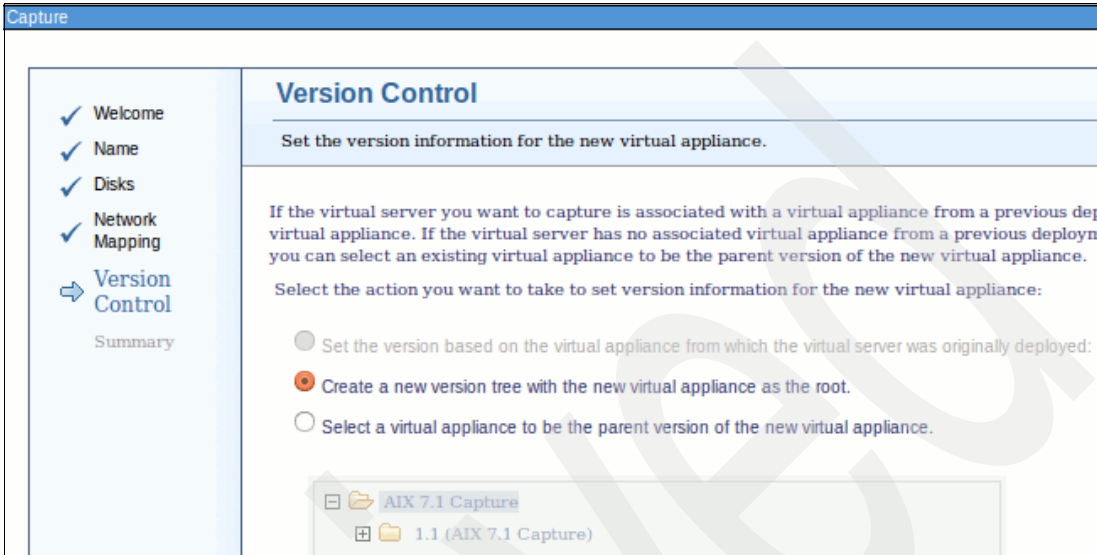 Capture
Welcome
Name
Disks
Network
Mapping
Version
Control
Summary
Version Control
Set the version information for the new virtual appliance.
If the virtual server you want to capture is associated with a virtual appliance from a previous
virtual appliance. If the virtual server has no associated virtual appliance from a previous
you can select an existing virtual appliance to be the parent version of the new virtual appliance.
Select the action you want to take to set version information for the new virtual appliance:
Set the version based on the virtual appliance from which the virtual server was originally deployed:
Create a new version tree with the new virtual appliance as the root.
Select a virtual appliance to be the parent version of the new virtual appliance.
AIX 7.1 Capture
1.1 (AIX 7.1 Capture)